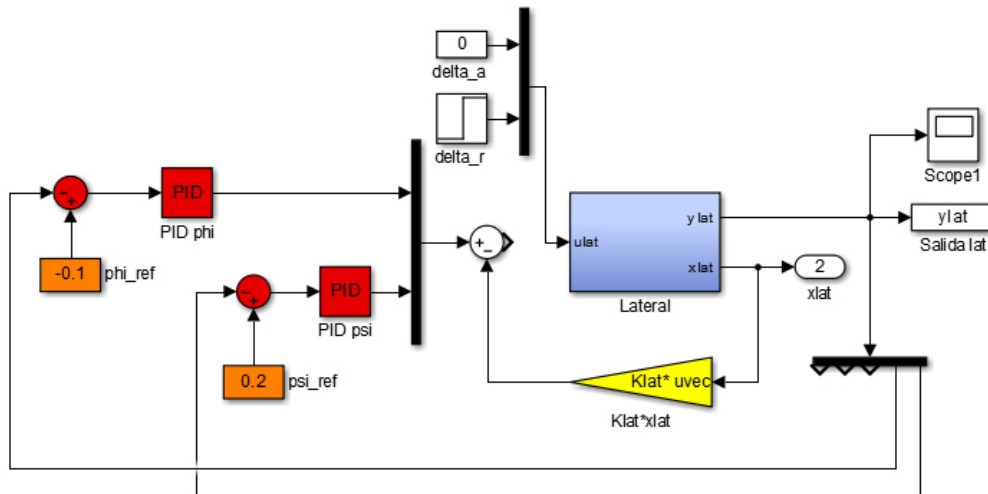 0
delta_a
delta_r
Scope1
PID
PID phi
y lat
ylat
Salida lat
ulat
-0.1
phi_ref
x lat
2
xlat
PID
PID psi
Lateral
0.2
psi_ref
Klat* uvec
Klat*xlat